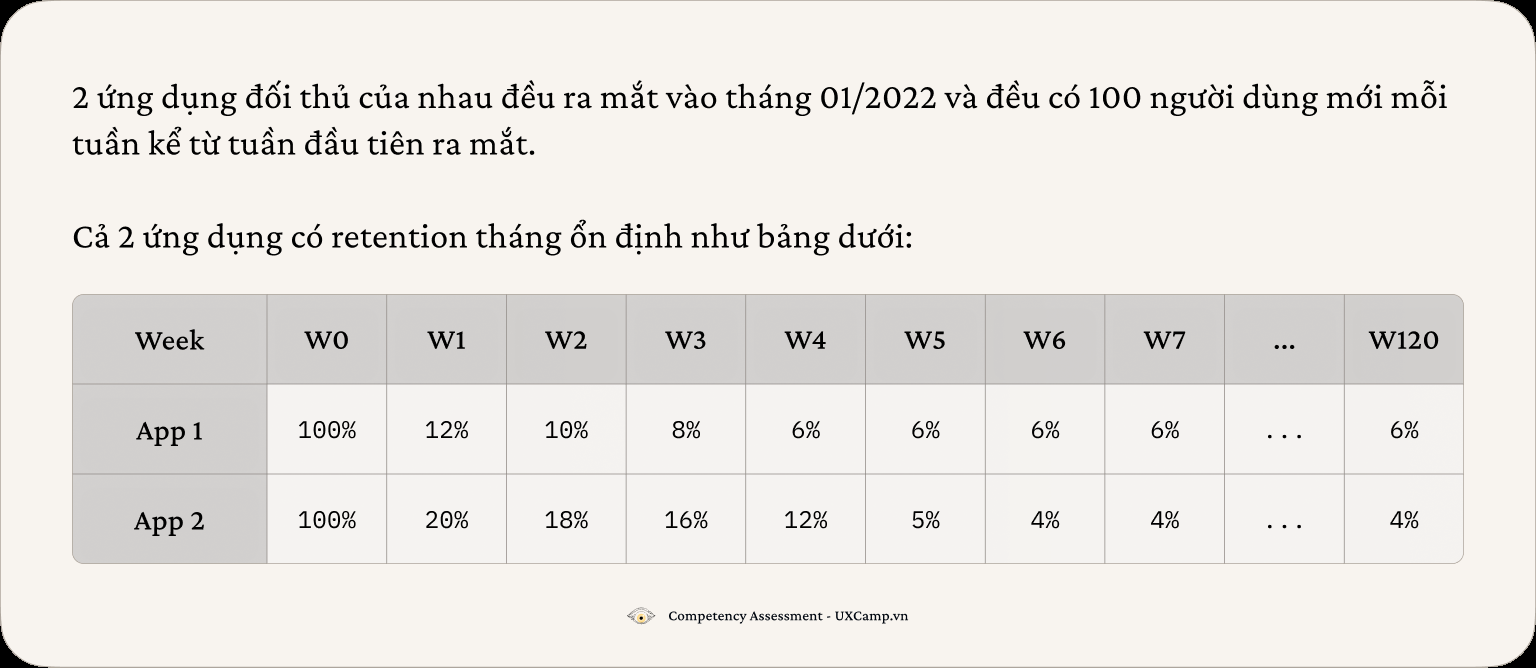 2 ứng dụng đối thủ của nhau đều ra mắt vào tháng 01/2022 và đều có 100 người dùng mới mỗi
tuần kể từ tuần đầu tiên ra mắt.
Cả 2 ứng dụng có retention tháng ổn định như bảng dưới:
Week W0 W1 W2 W3 W4 W5 W6 W7 ... W120
App 1 100% 12% 10% 8% 6% 6% 6% 6% ... 6%
App 2 100% 20% 18% 16% 12% 5% 4% 4% ... 4%
Competency Assessment - UXCamp.vn